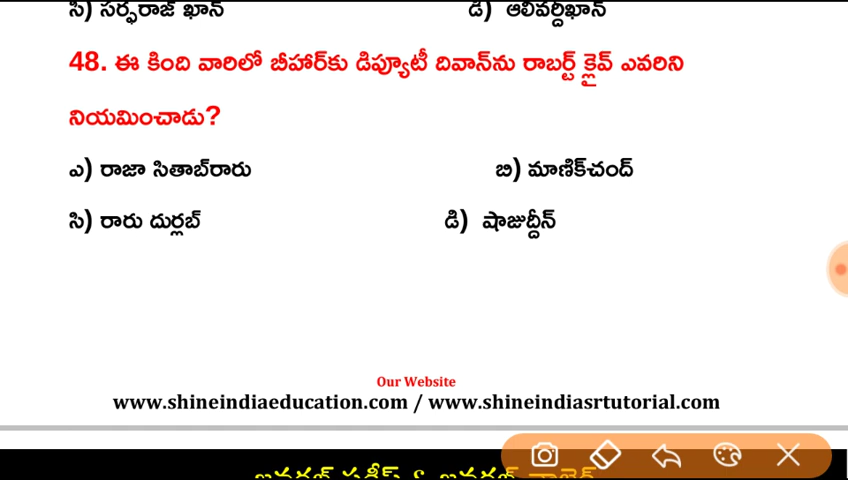 సి) సర్ఫరాజ్ ఖాన్ డి) ఆలీవర్దీఖాన్
48. ఈ కింది వారిలో బీహార్‌కు డిప్యూటీ దివాన్‌ను రాబర్ట్ క్లైవ్ ఎవరిని
నియమించాడు?
ఎ) రాజా సితాబ్‌రారు బి) మాణిక్‌చంద్
సి) రారు దుర్లబ్ డి) షాజుద్దీన్
Our Website
www.shineindiaeducation.com / www.shineindiasrtutorial.com